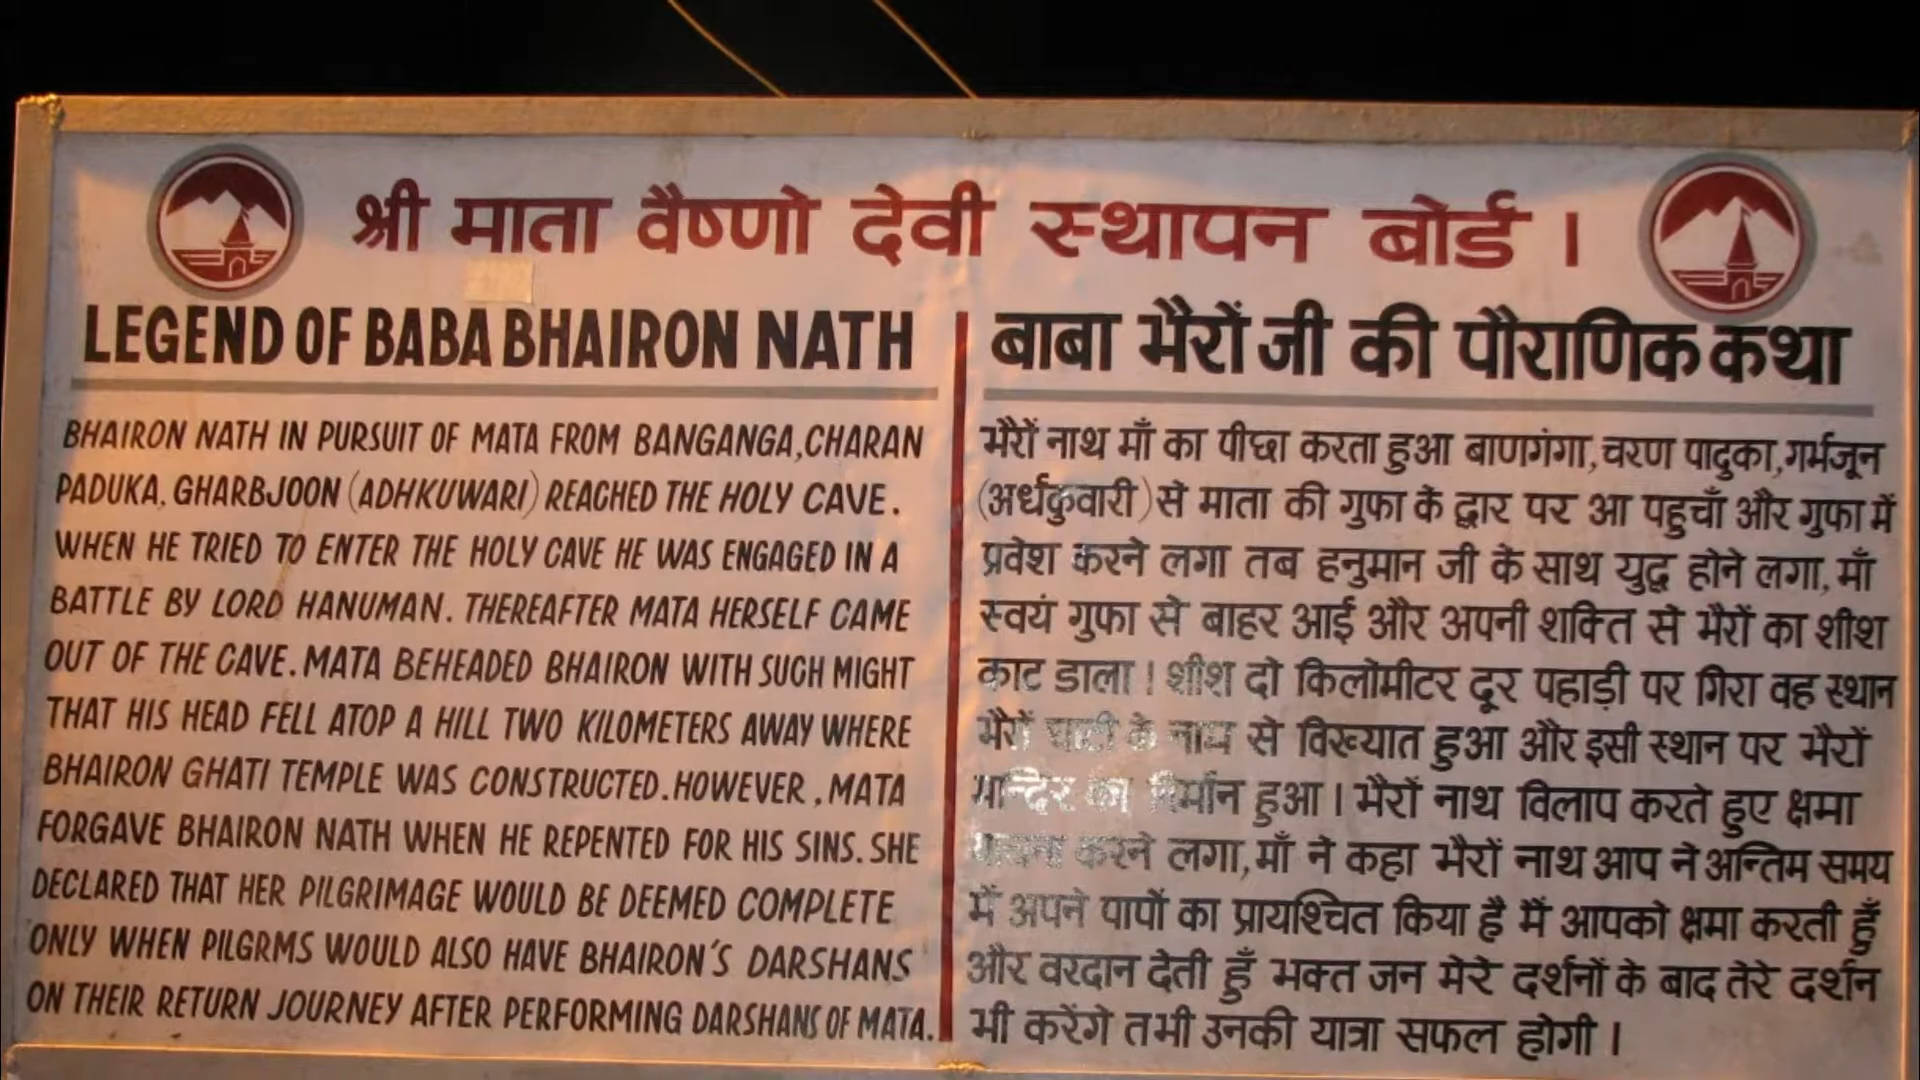 श्री माता वैष्णो देवी स्थापन बोर्ड ।
LEGEND OF BABA BHAIRON NATH
BHAIRON NATH IN PURSUIT OF MATA FROM BANGANGA,CHARAN
PADUKA, GHARBJOON (ADHKUWARI) REACHED THE HOLY CAVE.
WHEN HE TRIED TO ENTER THE HOLY CAVE HE WAS ENGAGED IN A
BATTLE BY LORD HANUMAN. THEREAFTER MATA HERSELF CAME
OUT OF THE CAVE. MATA BEHEADED BHAIRON WITH SUCH MIGHT
THAT HIS HEAD FELL ATOP A HILL TWO KILOMETERS AWAY WHERE
BHAIRON GHATI TEMPLE WAS CONSTRUCTED. HOWEVER, MATA
FORGAVE BHAIRON NATH WHEN HE REPENTED FOR HIS SINS. SHE
DECLARED THAT HER PILGRIMAGE WOULD BE DEEMED COMPLETE
ONLY WHEN PILGRMS WOULD ALSO HAVE BHAIRON'S DARSHANS
ON THEIR RETURN JOURNEY AFTER PERFORMING DARSHANS OF MATA.
बाबा भैरों जी की पौराणिक कथा
भैरों नाथ माँ का पीछा करता हुआ बाणगंगा, चरण पादुका, गर्भजून
(अर्धकुवारी) से माता की गुफा के द्वार पर आ पहुचाँ और गुफा में
प्रवेश करने लगा तब हनुमान जी के साथ युद्ध होने लगा, माँ
स्वयं गुफा से बाहर आई और अपनी शक्ति से भैरों का शीश
काट डाला । शीश दो किलोमीटर दूर पहाड़ी पर गिरा वह स्थान
भैरों घाटी के नाम से विख्यात हुआ और इसी स्थान पर भैरों
मन्दिर का निर्मान हुआ । भैरों नाथ विलाप करते हुए क्षमा
याचना करने लगा, माँ ने कहा भैरों नाथ आप ने अन्तिम समय
में अपने पापों का प्रायश्चित किया है मैं आपको क्षमा करती हुँ
और वरदान देती हुँ भक्त जन मेरे दर्शनों के बाद तेरे दर्शन
भी करेंगे तभी उनकी यात्रा सफल होगी ।